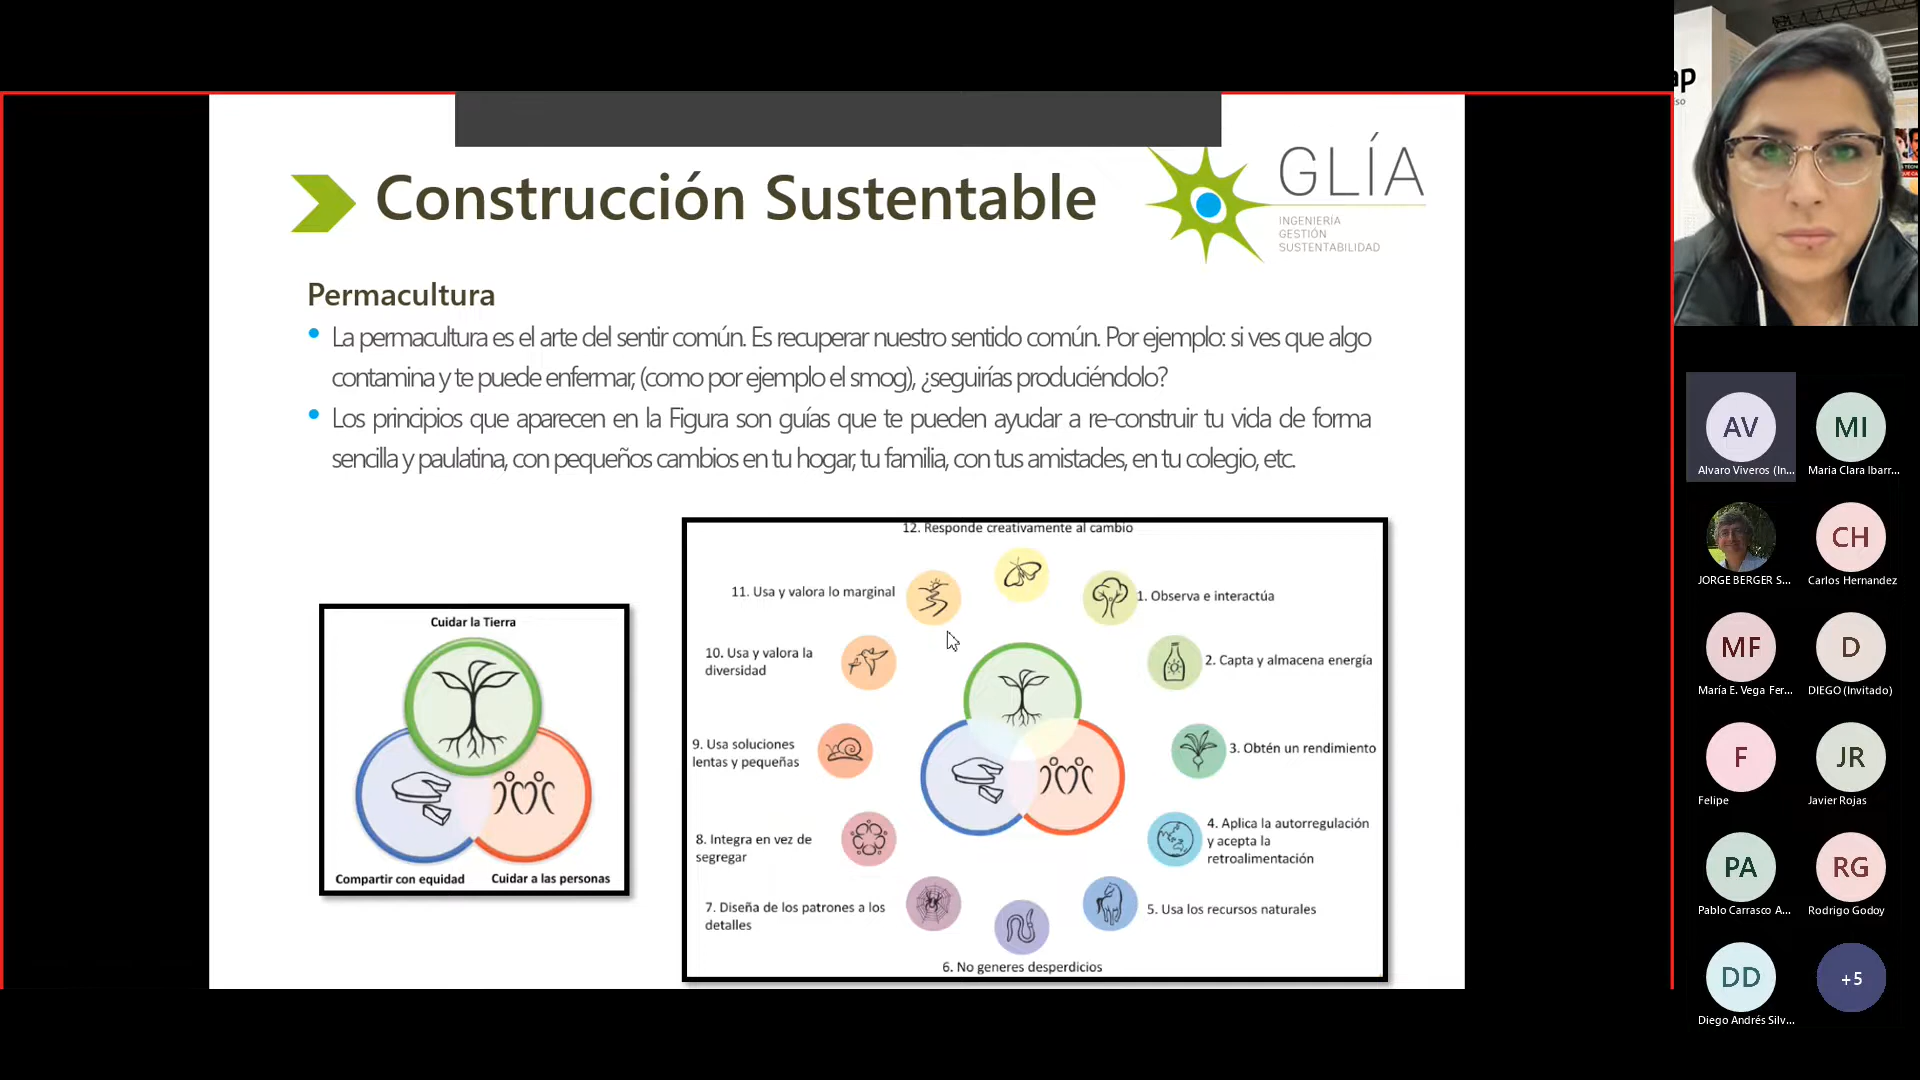 Construcción Sustentable
GLÍA
INGENIERÍA
GESTIÓN
SUSTENTABILIDAD
Permacultura
La permacultura es el arte del sentir común. Es recuperar nuestro sentido común. Por ejemplo: si ves que algo
contamina y te puede enfermar, (como por ejemplo el smog), ¿seguirías produciéndolo?
Los principios que aparecen en la Figura son guías que te pueden ayudar a re-construir tu vida de forma
sencilla y paulatina, con pequeños cambios en tu hogar, tu familia, con tus amistades, en tu colegio, etc.
Cuidar la Tierra
Compartir con equidad
Cuidar a las personas
12. Responde creativamente al cambio
11. Usa y valora lo marginal
1. Observa e interactúa
10. Usa y valora la
diversidad
2. Capta y almacena energía
9. Usa soluciones
lentas y pequeñas
3. Obtén un rendimiento
8. Integra en vez de
segregar
4. Aplica la autorregulación
y acepta la
retroalimentación
7. Diseña de los patrones a los
detalles
5. Usa los recursos naturales
6. No generes desperdicios
ap
so
AV
Alvaro Viveros (In...
MI
Maria Clara Ibarr...
JORGE BERGER S...
CH
Carlos Hernandez
MF
María E. Vega Fer...
D
DIEGO (Invitado)
F
Felipe
JR
Javier Rojas
PA
Pablo Carrasco A...
RG
Rodrigo Godoy
DD
Diego Andrés Silv...
+5